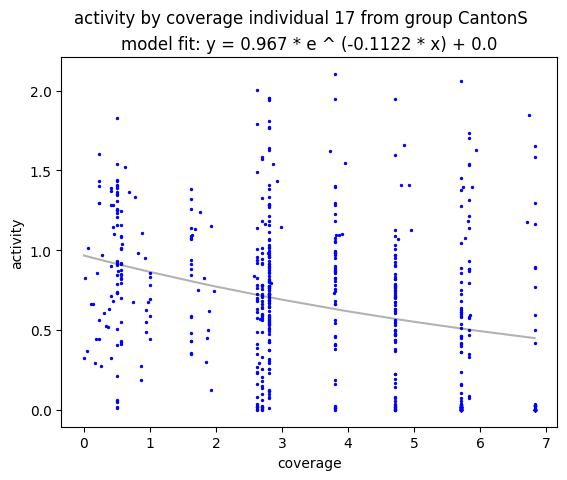 activity by coverage individual 17 from group CantonS
model fit: y = 0.967 * e ^ (-0.1122 * x) + 0.0
2.0
1.5
1.0
0.5
0.0
activity
0 1 2 3 4 5 6 7
coverage